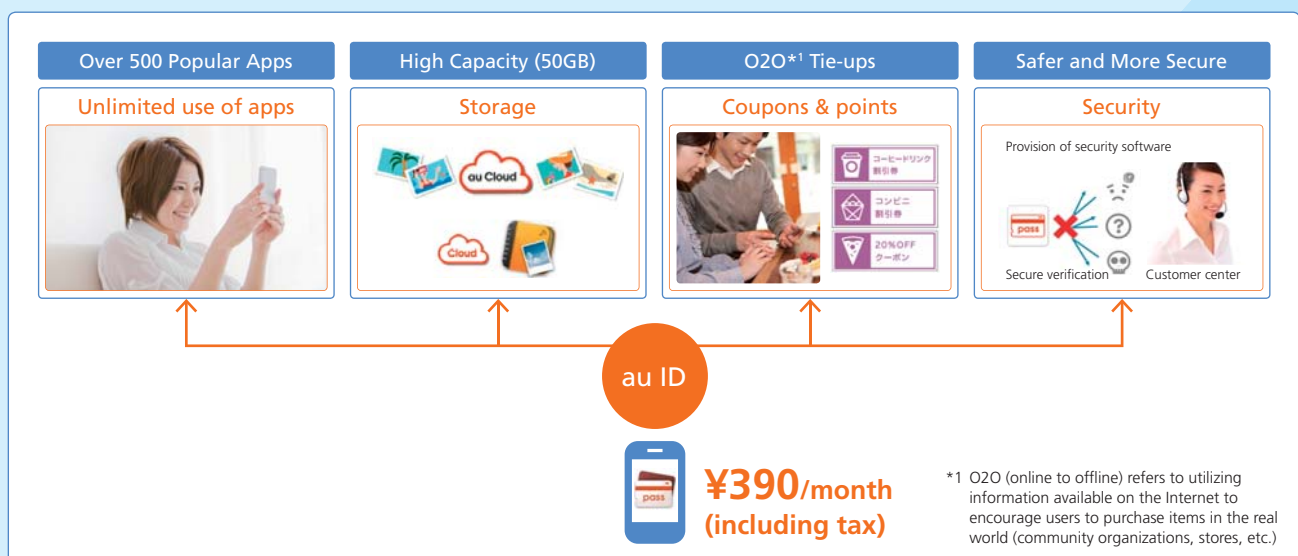 Over 500 Popular Apps
Unlimited use of apps
High Capacity (50GB)
Storage
au Cloud
Cloud
O2O*1 Tie-ups
Coupons & points
コーヒードリンク
割引券
コンビニ
割引券
20%OFF
クーポン
Safer and More Secure
Security
Provision of security software
pass
?
Secure verification
Customer center
au ID
pass
¥390/month
(including tax)
*1 O2O (online to offline) refers to utilizing
information available on the Internet to
encourage users to purchase items in the real
world (community organizations, stores, etc.)